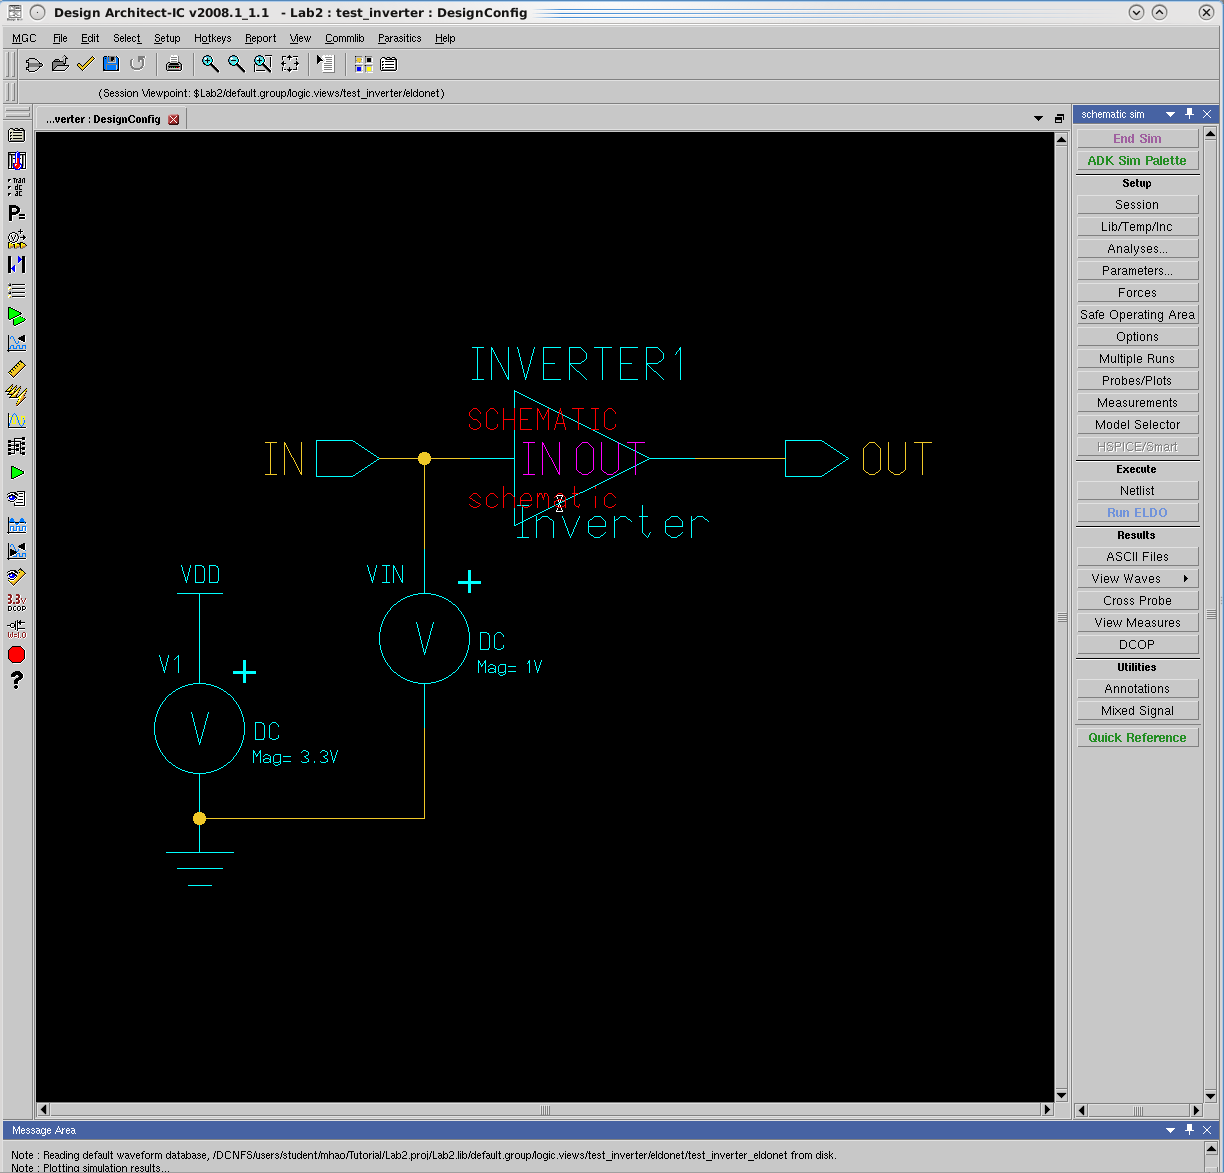 Design Architect-IC v2008.1_1.1 - Lab2 : test_inverter : DesignConfig
MGC File Edit Select Setup Hotkeys Report View Commlib Parasitics Help
(Session Viewpoint: $Lab2/default.group/logic.views/test_inverter/eldonet)
...verter : DesignConfig
schematic sim
End Sim
ADK Sim Palette
Setup
Session
Lib/Temp/Inc
Analyses...
Parameters...
Forces
Safe Operating Area
Options
Multiple Runs
Probes/Plots
Measurements
Model Selector
HSPICE/Smart
Execute
Netlist
Run ELDO
Results
ASCII Files
View Waves
Cross Probe
View Measures
DCOP
Utilities
Annotations
Mixed Signal
Quick Reference
Tran
dc
ac
P=
3.3v
DCOP
W=1.0
?
INVERTER1
SCHEMATIC
IN IN OUT OUT
schematic
Inverter
VDD
VIN +
V
DC
Mag= 1V
V1 +
V
DC
Mag= 3.3V
Message Area
Note : Reading default waveform database, /DCNFS/users/student/mhao/Tutorial/Lab2.proj/Lab2.lib/default.group/logic.views/test_inverter/eldonet/test_inverter_eldonet from disk.
Note : Plotting simulation results...